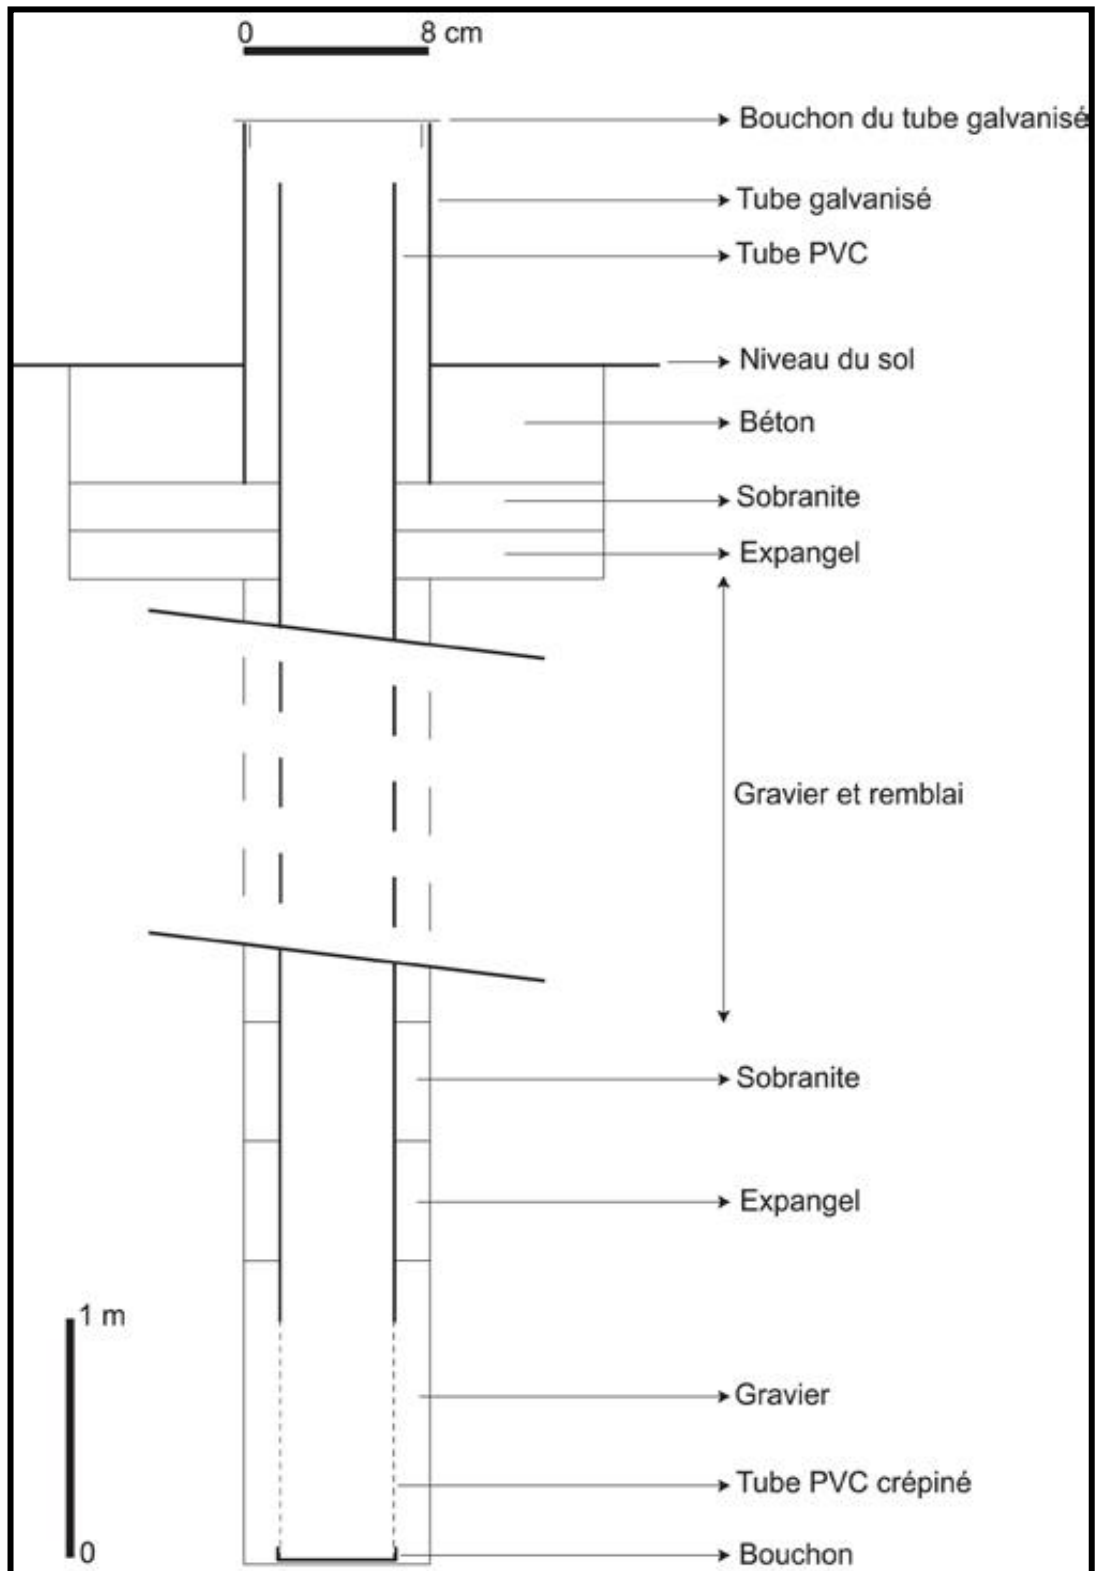 0 8 cm
Bouchon du tube galvanisé
Tube galvanisé
Tube PVC
Niveau du sol
Béton
Sobranite
Expangel
Gravier et remblai
Sobranite
Expangel
1 m
Gravier
Tube PVC crépiné
0
Bouchon